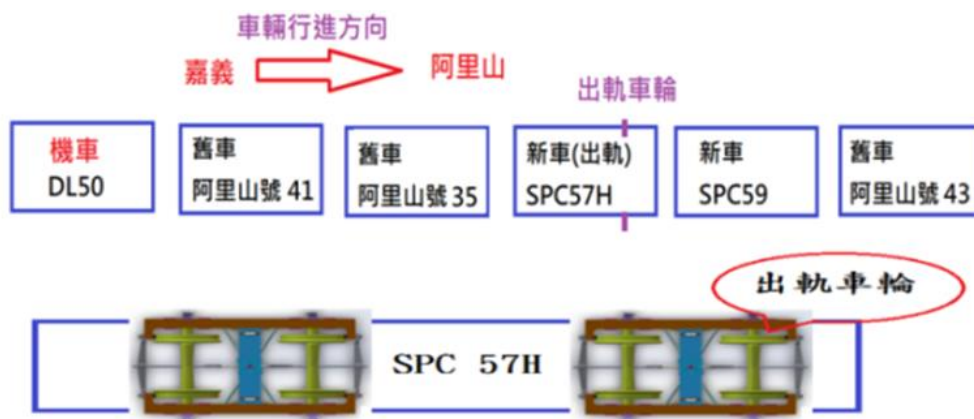 車輛行進方向
嘉義
阿里山
出軌車輪
機車
DL50
舊車
阿里山號 41
舊車
阿里山號 35
新車(出軌)
SPC57H
新車
SPC59
舊車
阿里山號 43
出軌車輪
SPC 57H